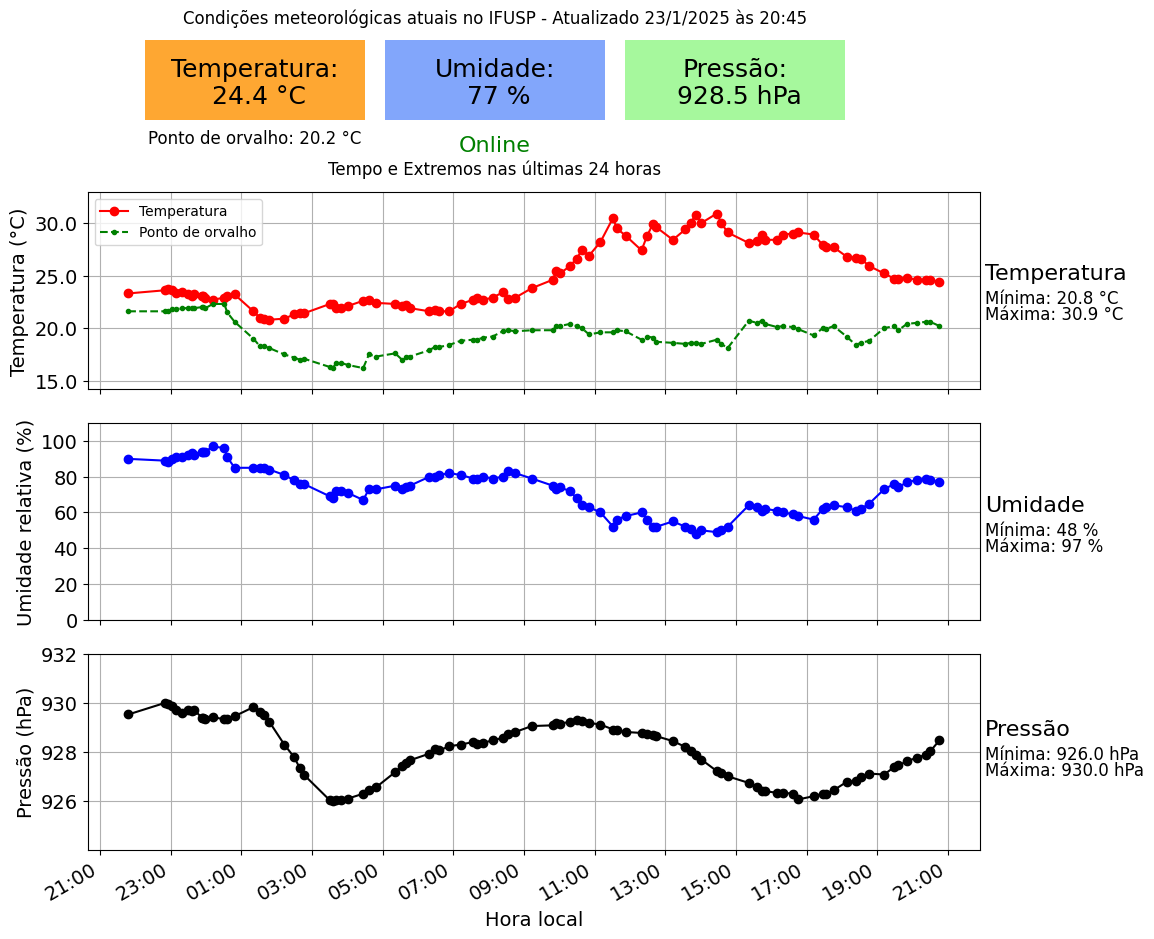 Condições meteorológicas atuais no IFUSP - Atualizado 23/1/2025 às 20:45
Temperatura:
24.4 °C
Umidade:
77 %
Pressão:
928.5 hPa
Ponto de orvalho: 20.2 °C
Online
Tempo e Extremos nas últimas 24 horas
Temperatura (°C)
30.0
25.0
20.0
15.0
Temperatura
Ponto de orvalho
Temperatura
Mínima: 20.8 °C
Máxima: 30.9 °C
Umidade relativa (%)
100
80
60
40
20
0
Umidade
Mínima: 48 %
Máxima: 97 %
Pressão (hPa)
932
930
928
926
Pressão
Mínima: 926.0 hPa
Máxima: 930.0 hPa
21:00 23:00 01:00 03:00 05:00 07:00 09:00 11:00 13:00 15:00 17:00 19:00 21:00
Hora local